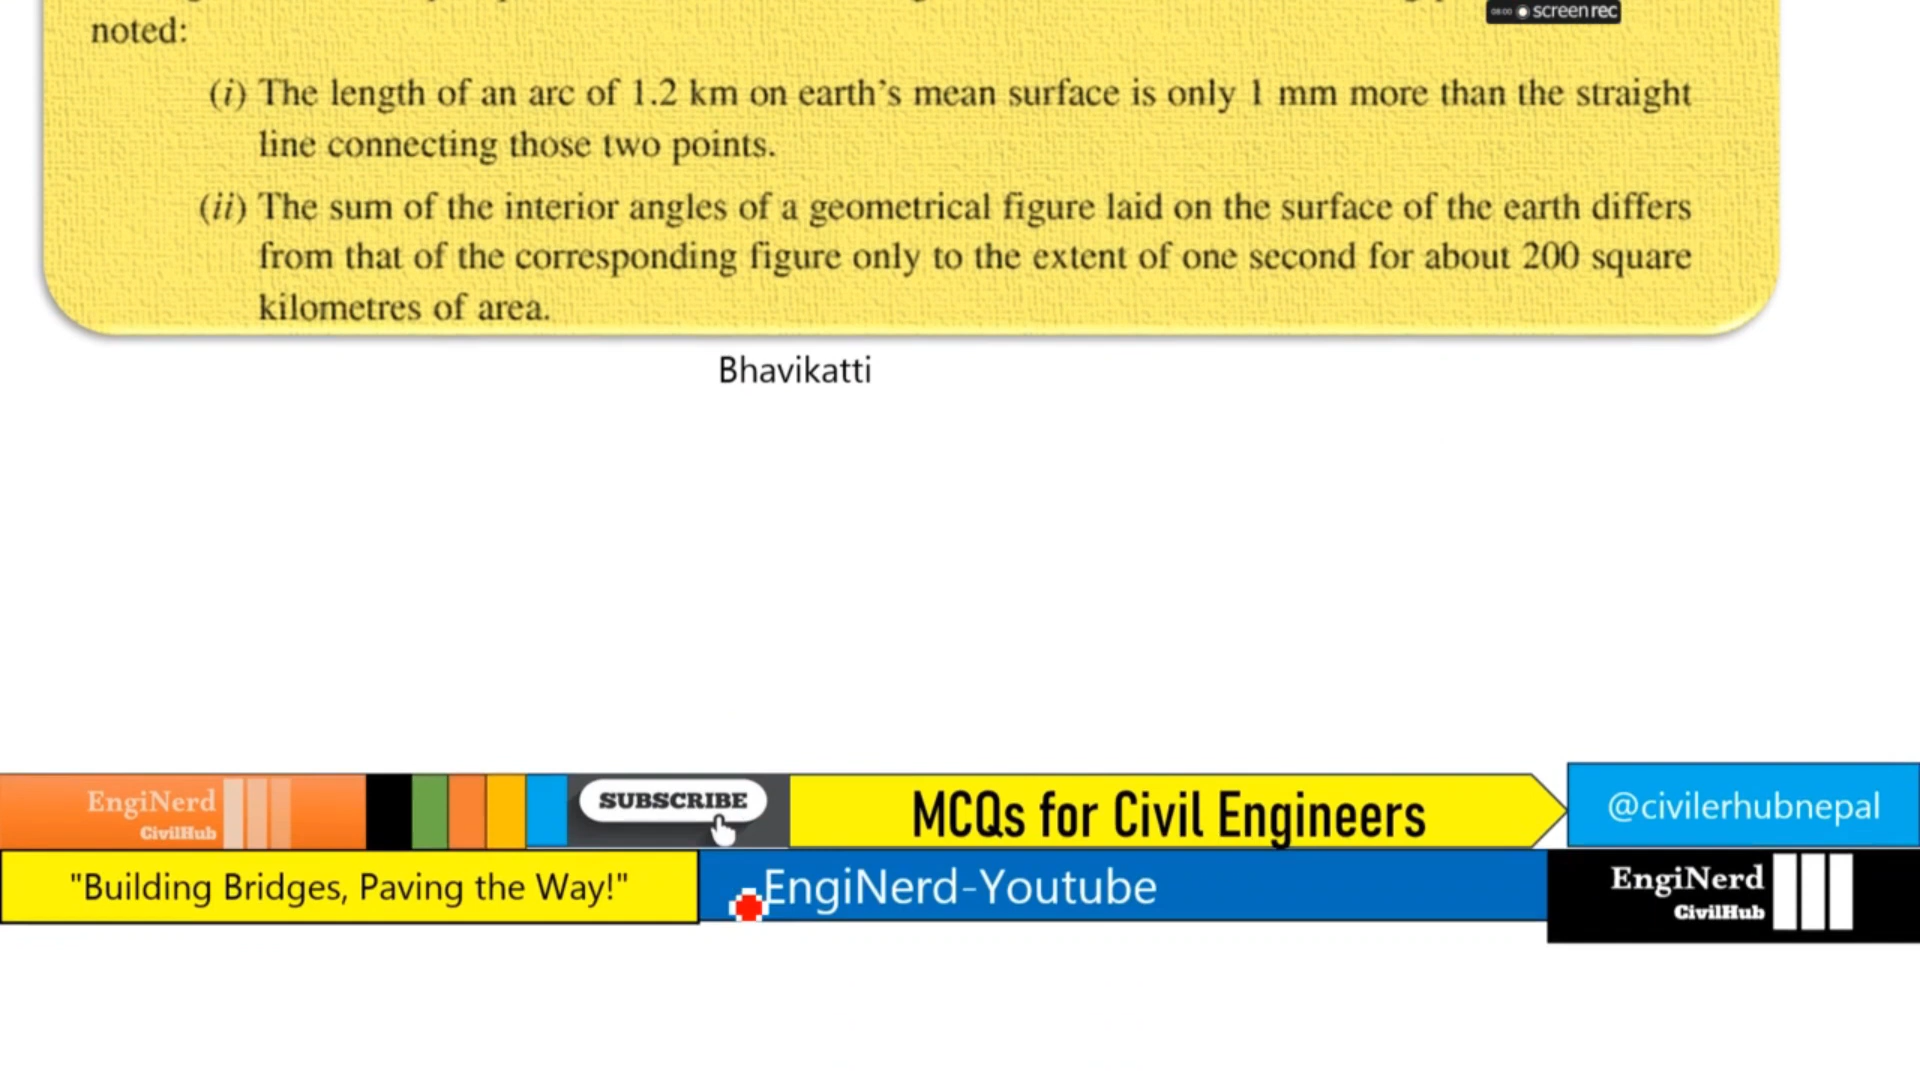 screenrec
noted:
(i) The length of an arc of 1.2 km on earth's mean surface is only 1 mm more than the straight
line connecting those two points.
(ii) The sum of the interior angles of a geometrical figure laid on the surface of the earth differs
from that of the corresponding figure only to the extent of one second for about 200 square
kilometres of area.
Bhavikatti
EngiNerd
CivilHub
SUBSCRIBE
MCQs for Civil Engineers
@civilerhubnepal
"Building Bridges, Paving the Way!"
EngiNerd-Youtube
EngiNerd
CivilHub